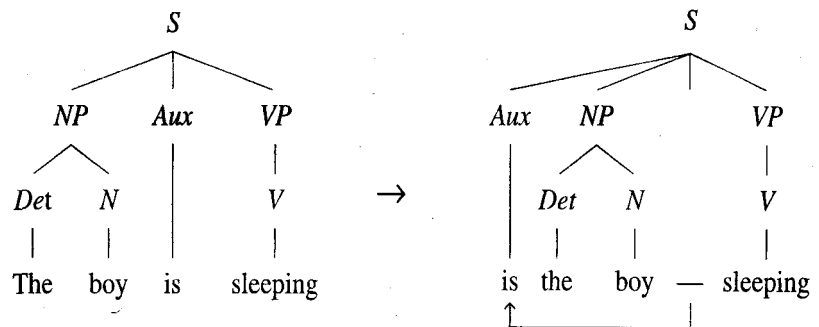 S S
NP Aux VP Aux NP VP
Det N V → Det N V
The boy is sleeping is the boy — sleeping